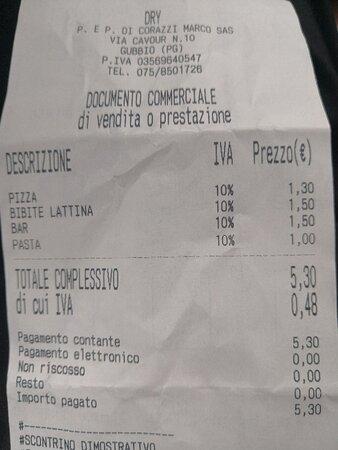 DRY
P. E P. DI CORAZZI MARCO SAS
VIA CAVOUR N.10
GUBBIO (PG)
P.IVA 03569640547
TEL. 075/8501726
DOCUMENTO COMMERCIALE
di vendita o prestazione
DESCRIZIONE IVA Prezzo(€)
PIZZA 10% 1,30
BIBITE LATTINA 10% 1,50
BAR 10% 1,50
PASTA 10% 1,00
TOTALE COMPLESSIVO 5,30
di cui IVA 0,48
Pagamento contante 5,30
Pagamento elettronico 0,00
Non riscosso 0,00
Resto 0,00
Importo pagato 5,30
#-----------------------
#SCONTRINO DIMOSTRATIVO